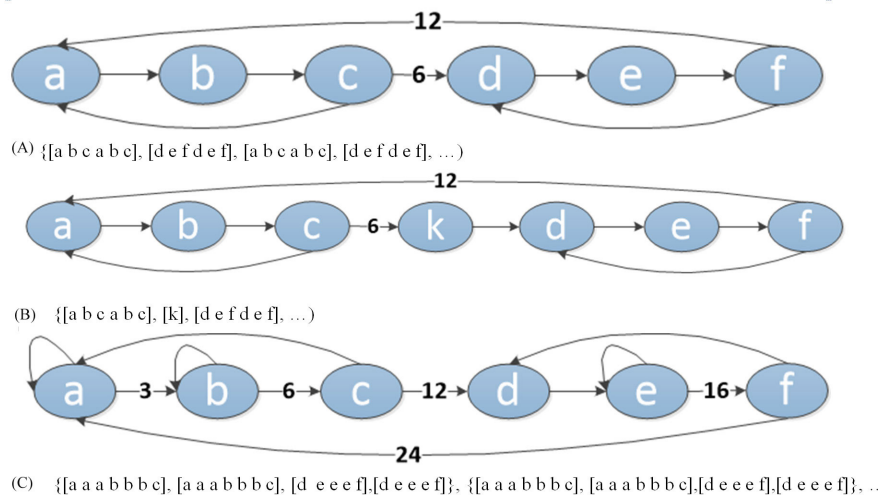 12
a b c 6 d e f
(A) {[a b c a b c], [d e f d e f], [a b c a b c], [d e f d e f], …)
12
a b c 6 k d e f
(B) {[a b c a b c], [k], [d e f d e f], …)
a 3 b 6 c 12 d e 16 f
24
(C) {[a a a b b b c], [a a a b b b c], [d e e e f],[d e e e f]}, {[a a a b b b c], [a a a b b b c],[d e e e f],[d e e e f]}, ..